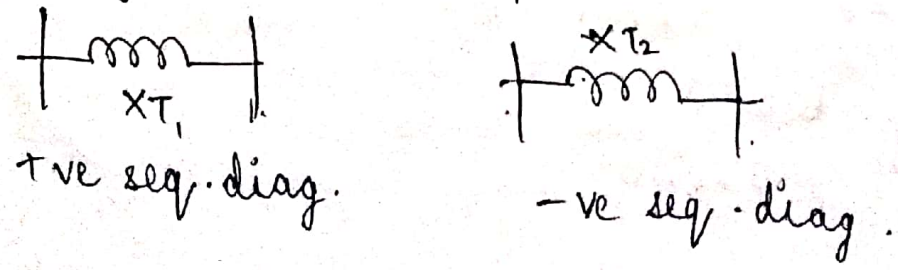 XT₁
+ve seq. diag.
XT₂
-ve seq. diag.